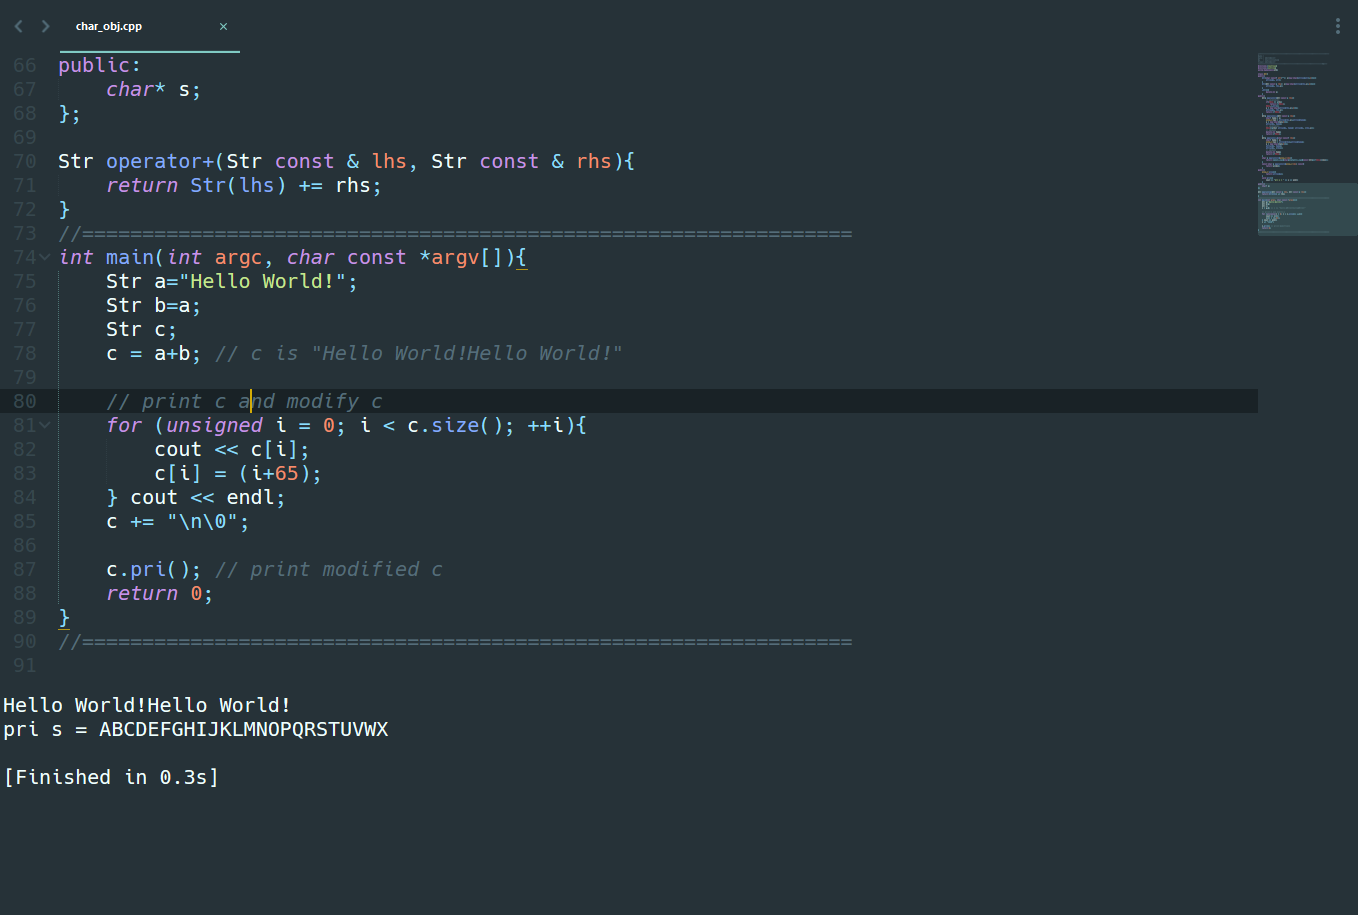 char_obj.cpp ×
66 public:
67     char* s;
68 };
69
70 Str operator+(Str const & lhs, Str const & rhs){
71     return Str(lhs) += rhs;
72 }
73 //================================================================
74 int main(int argc, char const *argv[]){
75     Str a="Hello World!";
76     Str b=a;
77     Str c;
78     c = a+b; // c is "Hello World!Hello World!"
79
80     // print c and modify c
81     for (unsigned i = 0; i < c.size(); ++i){
82         cout << c[i];
83         c[i] = (i+65);
84     } cout << endl;
85     c += "\n\0";
86
87     c.pri(); // print modified c
88     return 0;
89 }
90 //================================================================
91
Hello World!Hello World!
pri s = ABCDEFGHIJKLMNOPQRSTUVWX
[Finished in 0.3s]